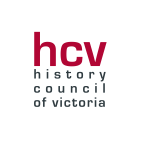 hcv
history
council
of victoria